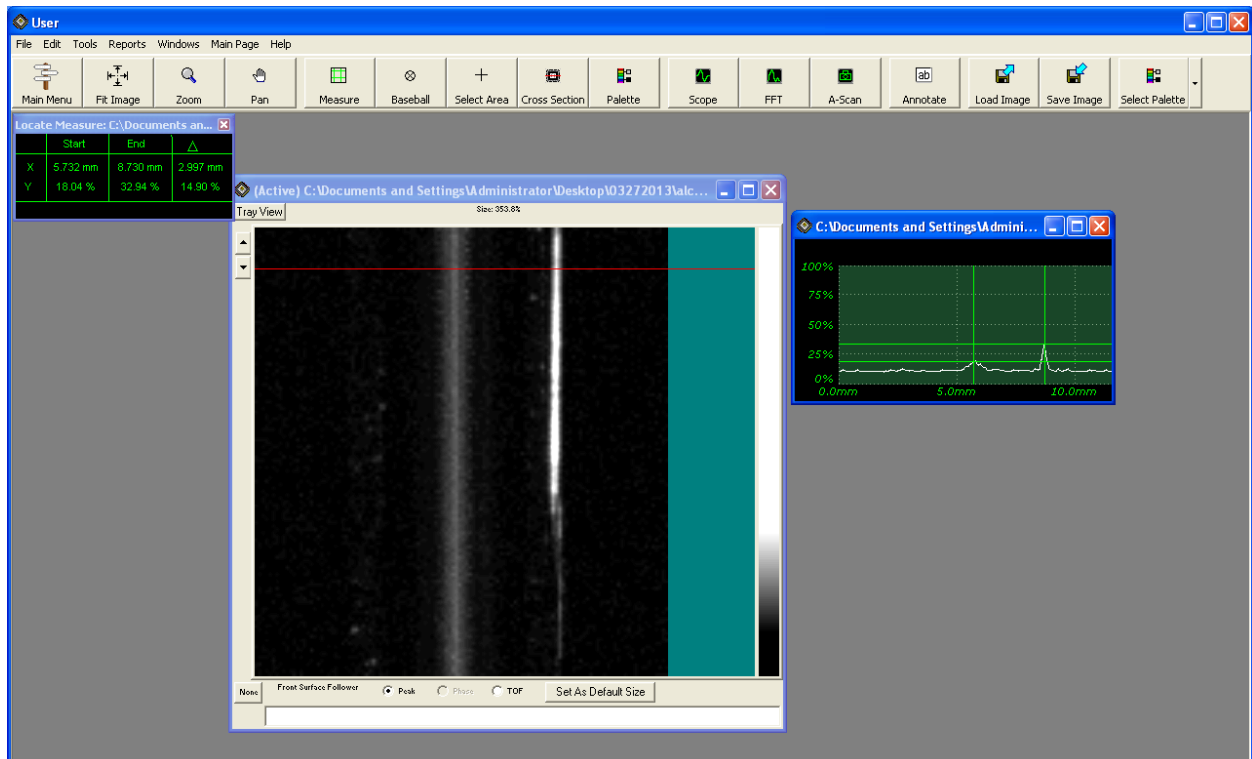 User
File Edit Tools Reports Windows Main Page Help
Main Menu Fit Image Zoom Pan Measure Baseball Select Area Cross Section Palette Scope FFT A-Scan Annotate Load Image Save Image Select Palette
ab
Locate Measure: C:\Documents an...
Start End △
X 5.732 mm 8.730 mm 2.997 mm
Y 18.04 % 32.94 % 14.90 %
(Active) C:\Documents and Settings\Administrator\Desktop\03272013\alc...
Tray View Size: 353.8%
C:\Documents and Settings\Admini...
100%
75%
50%
25%
0%
0.0mm 5.0mm 10.0mm
None Front Surface Follower Peak Phase TOF Set As Default Size